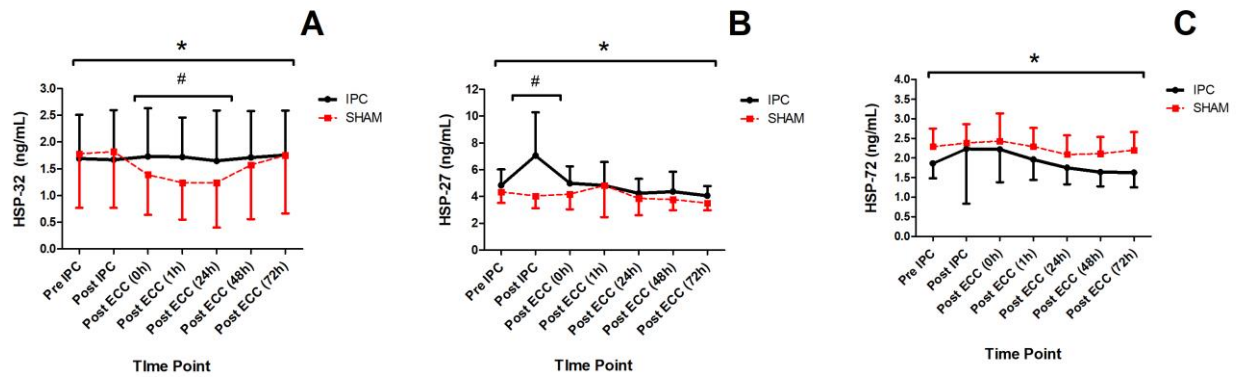 A
*
#
IPC
SHAM
HSP-32 (ng/mL)
3.0
2.5
2.0
1.5
1.0
0.5
0.0
Pre IPC
Post IPC
Post ECC (0h)
Post ECC (1h)
Post ECC (24h)
Post ECC (48h)
Post ECC (72h)
TIme Point
B
*
#
IPC
SHAM
HSP-27 (ng/mL)
12
10
8
6
4
2
0
Pre IPC
Post IPC
Post ECC (0h)
Post ECC (1h)
Post ECC (24h)
Post ECC (48h)
Post ECC (72h)
TIme Point
C
*
IPC
SHAM
HSP-72 (ng/mL)
4.0
3.5
3.0
2.5
2.0
1.5
1.0
0.5
0.0
Pre IPC
Post IPC
Post ECC (0h)
Post ECC (1h)
Post ECC (24h)
Post ECC (48h)
Post ECC (72h)
Time Point